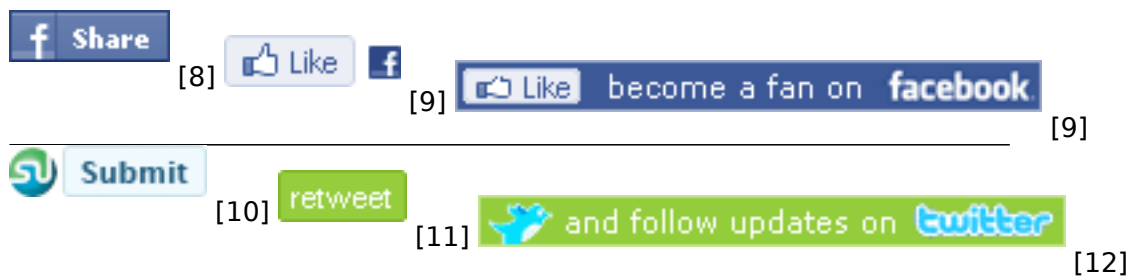 f Share [8] Like f [9] Like become a fan on facebook. [9]
Submit [10] retweet [11] and follow updates on twitter [12]